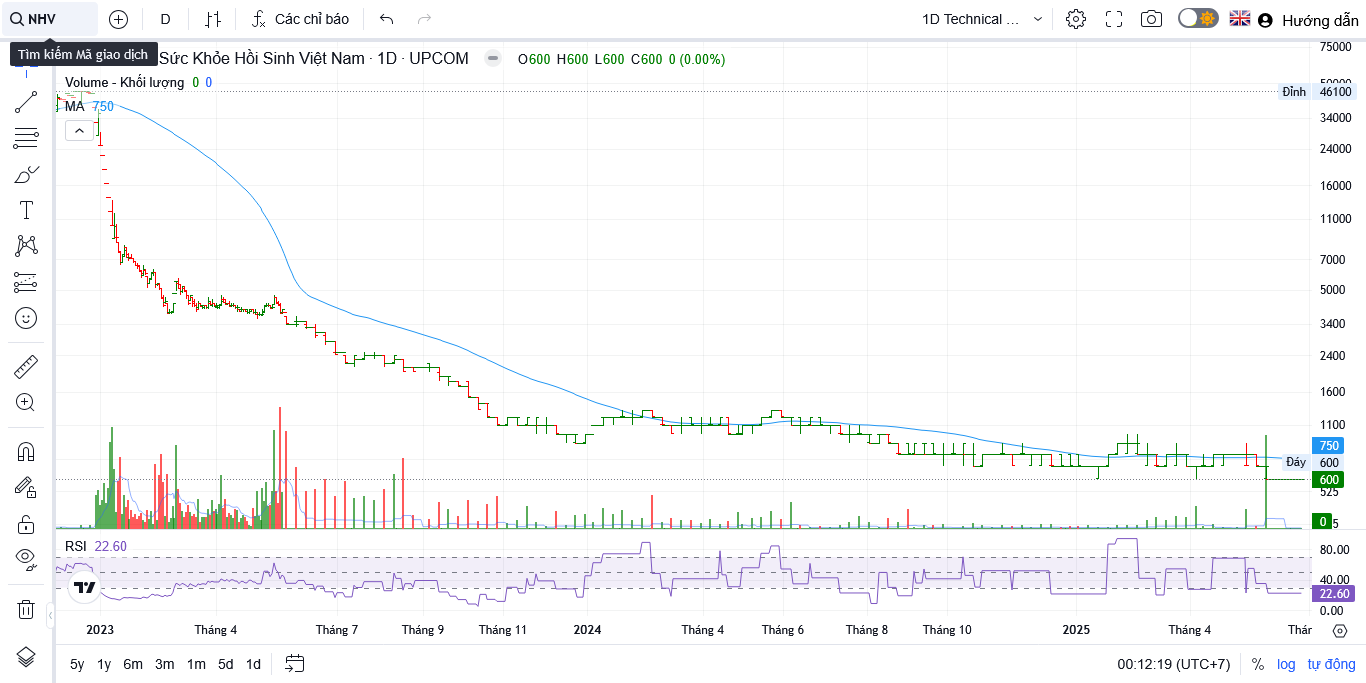 NHV
D
Các chỉ báo
1D Technical ...
Hướng dẫn
Tìm kiếm Mã giao dịch
Sức Khỏe Hồi Sinh Việt Nam · 1D · UPCOM
O600 H600 L600 C600 0 (0.00%)
Volume - Khối lượng 0 0
MA 750
75000
50000
Đỉnh 46100
34000
24000
16000
11000
7000
5000
3400
2400
1600
1100
750
Đáy 600
600
525
0
5
RSI 22.60
80.00
40.00
22.60
0.00
2023 Tháng 4 Tháng 7 Tháng 9 Tháng 11 2024 Tháng 4 Tháng 6 Tháng 8 Tháng 10 2025 Tháng 4 Thár
5y 1y 6m 3m 1m 5d 1d
00:12:19 (UTC+7) % log tự động